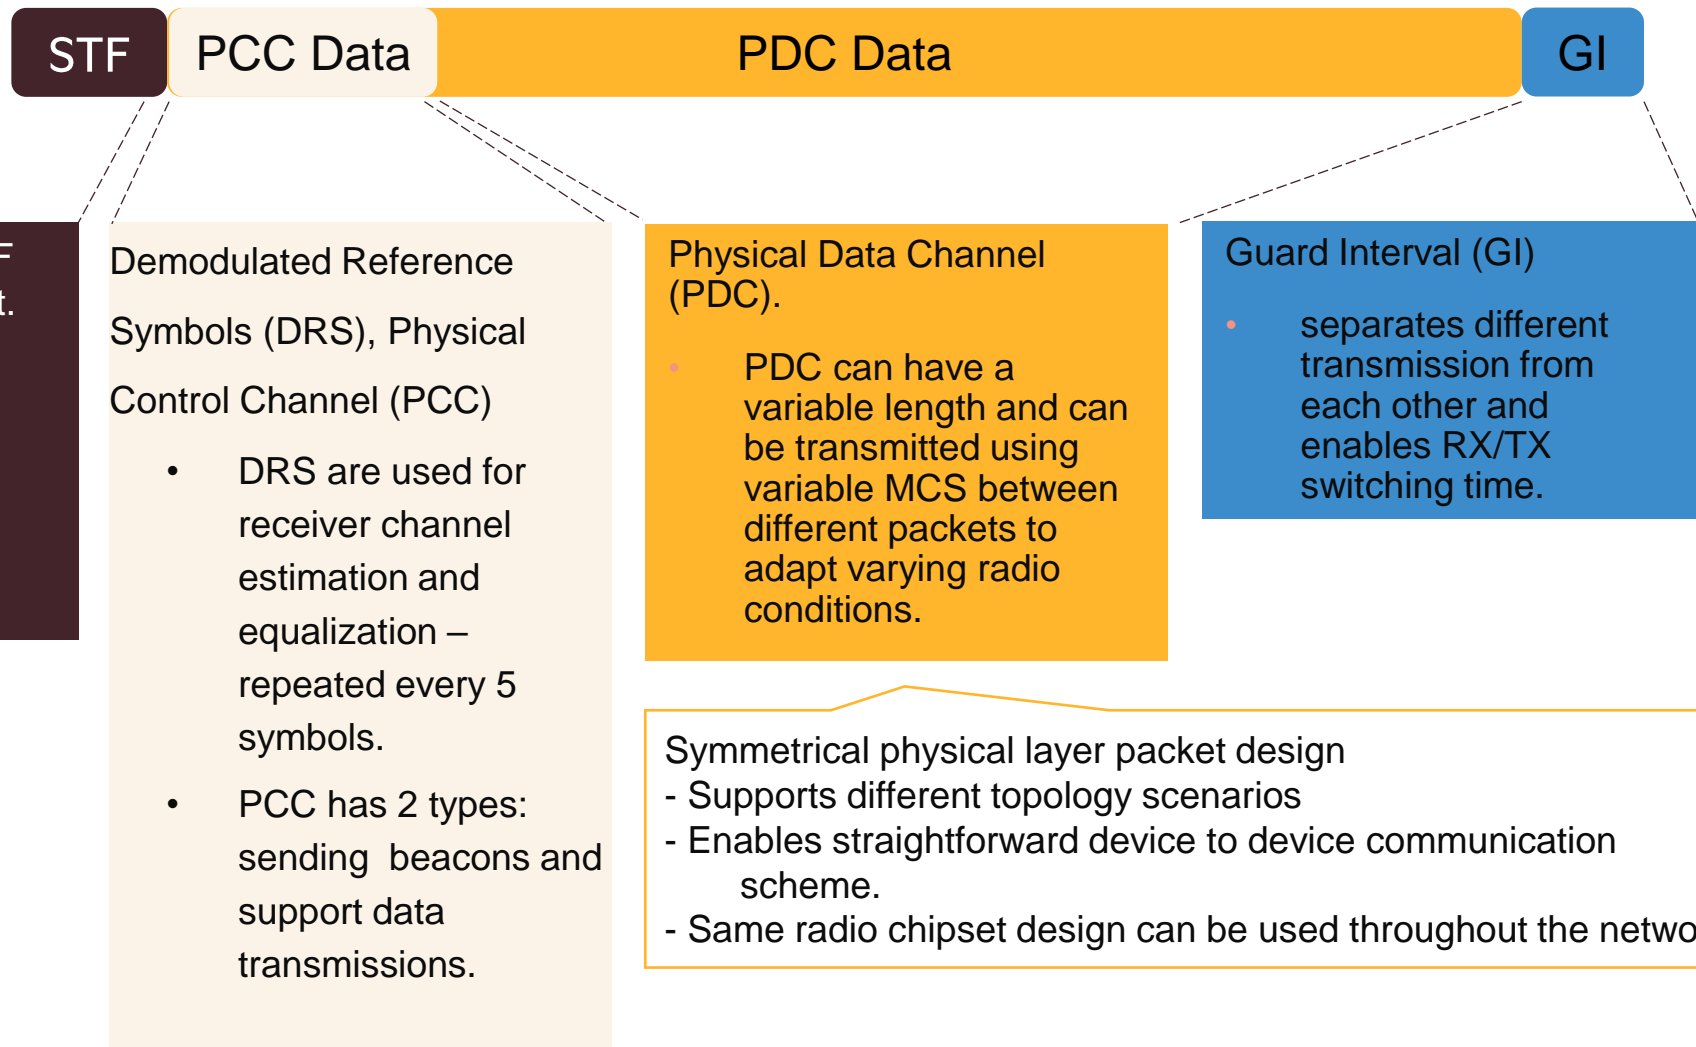 STF PCC Data PDC Data GI
Demodulated Reference
Symbols (DRS), Physical
Control Channel (PCC)
• DRS are used for
receiver channel
estimation and
equalization –
repeated every 5
symbols.
• PCC has 2 types:
sending beacons and
support data
transmissions.
Physical Data Channel
(PDC).
• PDC can have a
variable length and can
be transmitted using
variable MCS between
different packets to
adapt varying radio
conditions.
Guard Interval (GI)
• separates different
transmission from
each other and
enables RX/TX
switching time.
Symmetrical physical layer packet design
- Supports different topology scenarios
- Enables straightforward device to device communication
scheme.
- Same radio chipset design can be used throughout the